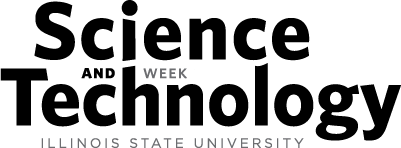 Science
AND WEEK
Technology
ILLINOIS STATE UNIVERSITY